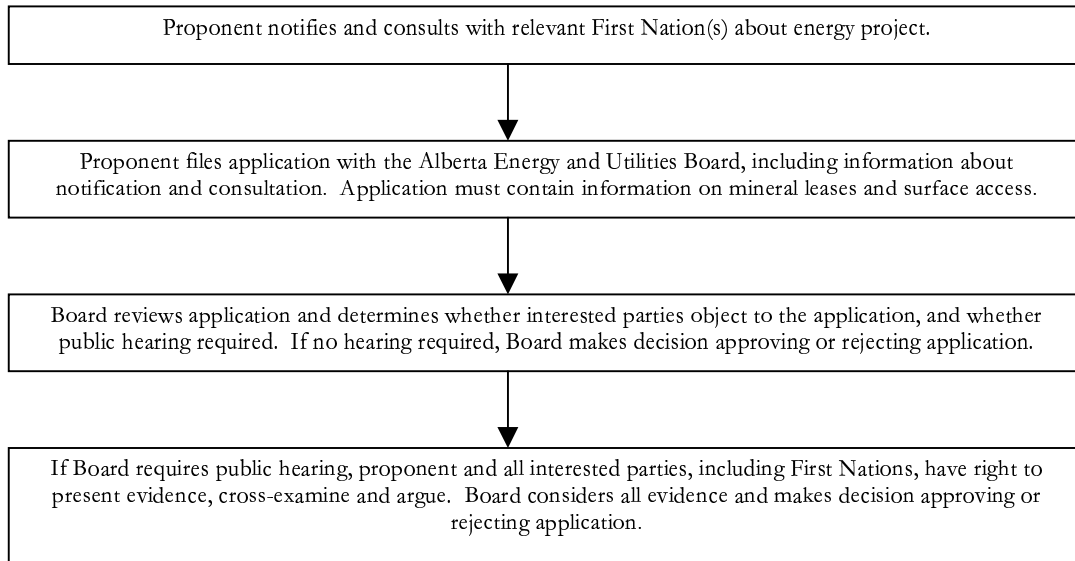 Proponent notifies and consults with relevant First Nation(s) about energy project.
Proponent files application with the Alberta Energy and Utilities Board, including information about
notification and consultation.  Application must contain information on mineral leases and surface access.
Board reviews application and determines whether interested parties object to the application, and whether
public hearing required.  If no hearing required, Board makes decision approving or rejecting application.
If Board requires public hearing, proponent and all interested parties, including First Nations, have right to
present evidence, cross-examine and argue.  Board considers all evidence and makes decision approving or
rejecting application.